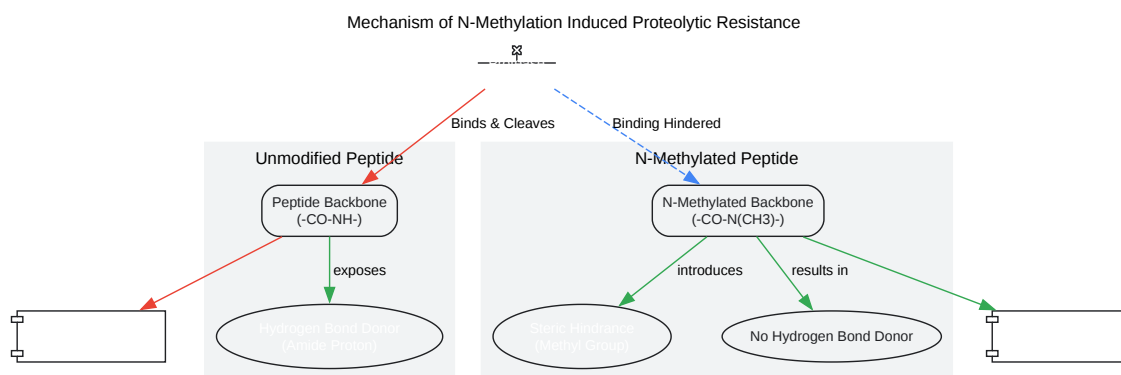 Mechanism of N-Methylation Induced Proteolytic Resistance
Binds & Cleaves
Binding Hindered
Unmodified Peptide
N-Methylated Peptide
Peptide Backbone
(-CO-NH-)
N-Methylated Backbone
(-CO-N(CH3)-)
exposes
introduces
results in
Hydrogen Bond Donor
(Amide Proton)
Steric Hindrance
(Methyl Group)
No Hydrogen Bond Donor